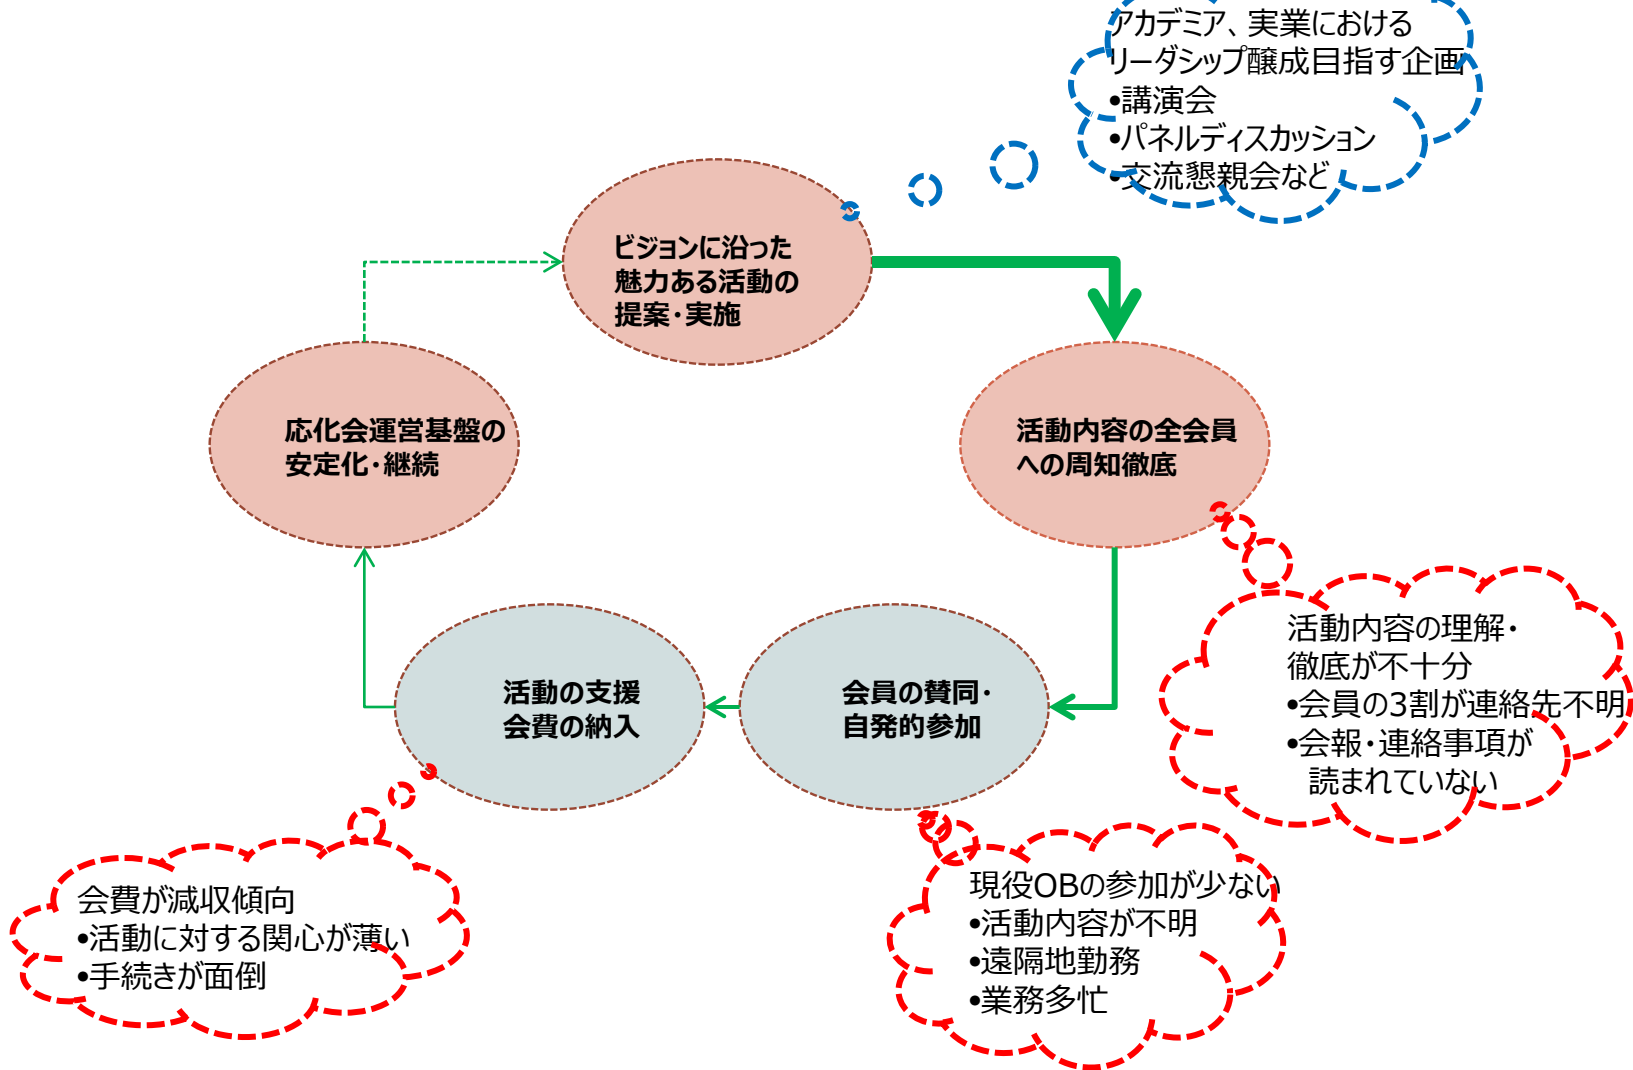 アカデミア、実業における
リーダシップ醸成目指す企画
•講演会
•パネルディスカッション
•交流懇親会など
ビジョンに沿った
魅力ある活動の
提案・実施
応化会運営基盤の
安定化・継続
活動内容の全会員
への周知徹底
活動内容の理解・
徹底が不十分
•会員の3割が連絡先不明
•会報・連絡事項が
読まれていない
活動の支援
会費の納入
会員の賛同・
自発的参加
会費が減収傾向
•活動に対する関心が薄い
•手続きが面倒
現役OBの参加が少ない
•活動内容が不明
•遠隔地勤務
•業務多忙